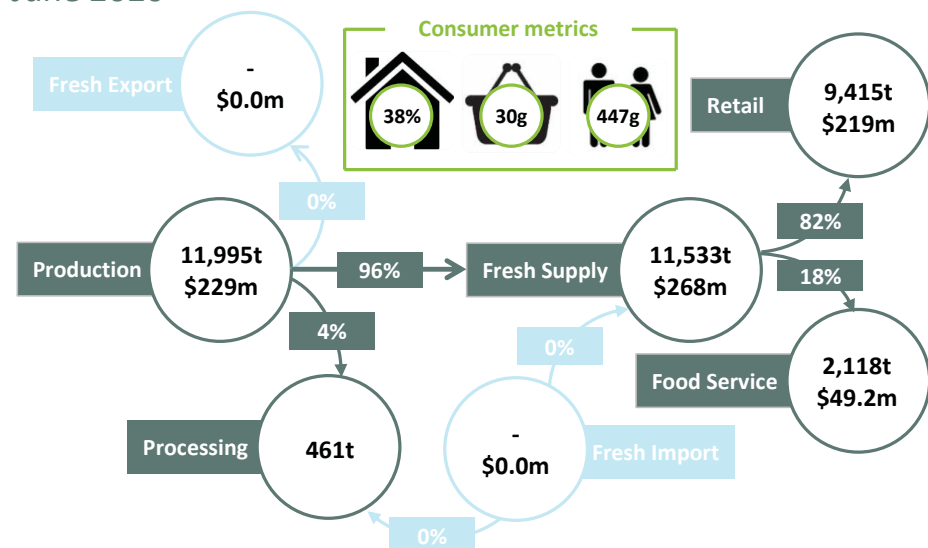 Consumer metrics
Fresh Export
-
$0.0m
38%
30g
447g
Retail
9,415t
$219m
0%
82%
Production
11,995t
$229m
96%
Fresh Supply
11,533t
$268m
18%
4%
0%
Food Service
2,118t
$49.2m
Processing
461t
-
$0.0m
Fresh Import
0%